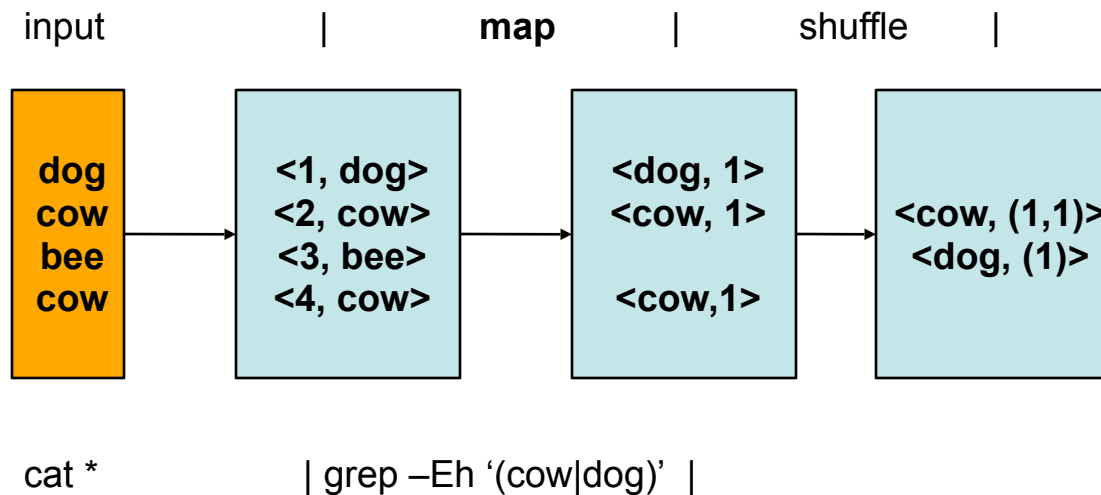 input | map | shuffle |
dog
cow
bee
cow
<1, dog>
<2, cow>
<3, bee>
<4, cow>
<dog, 1>
<cow, 1>
<cow,1>
<cow, (1,1)>
<dog, (1)>
cat * | grep –Eh ‘(cow|dog)’ |